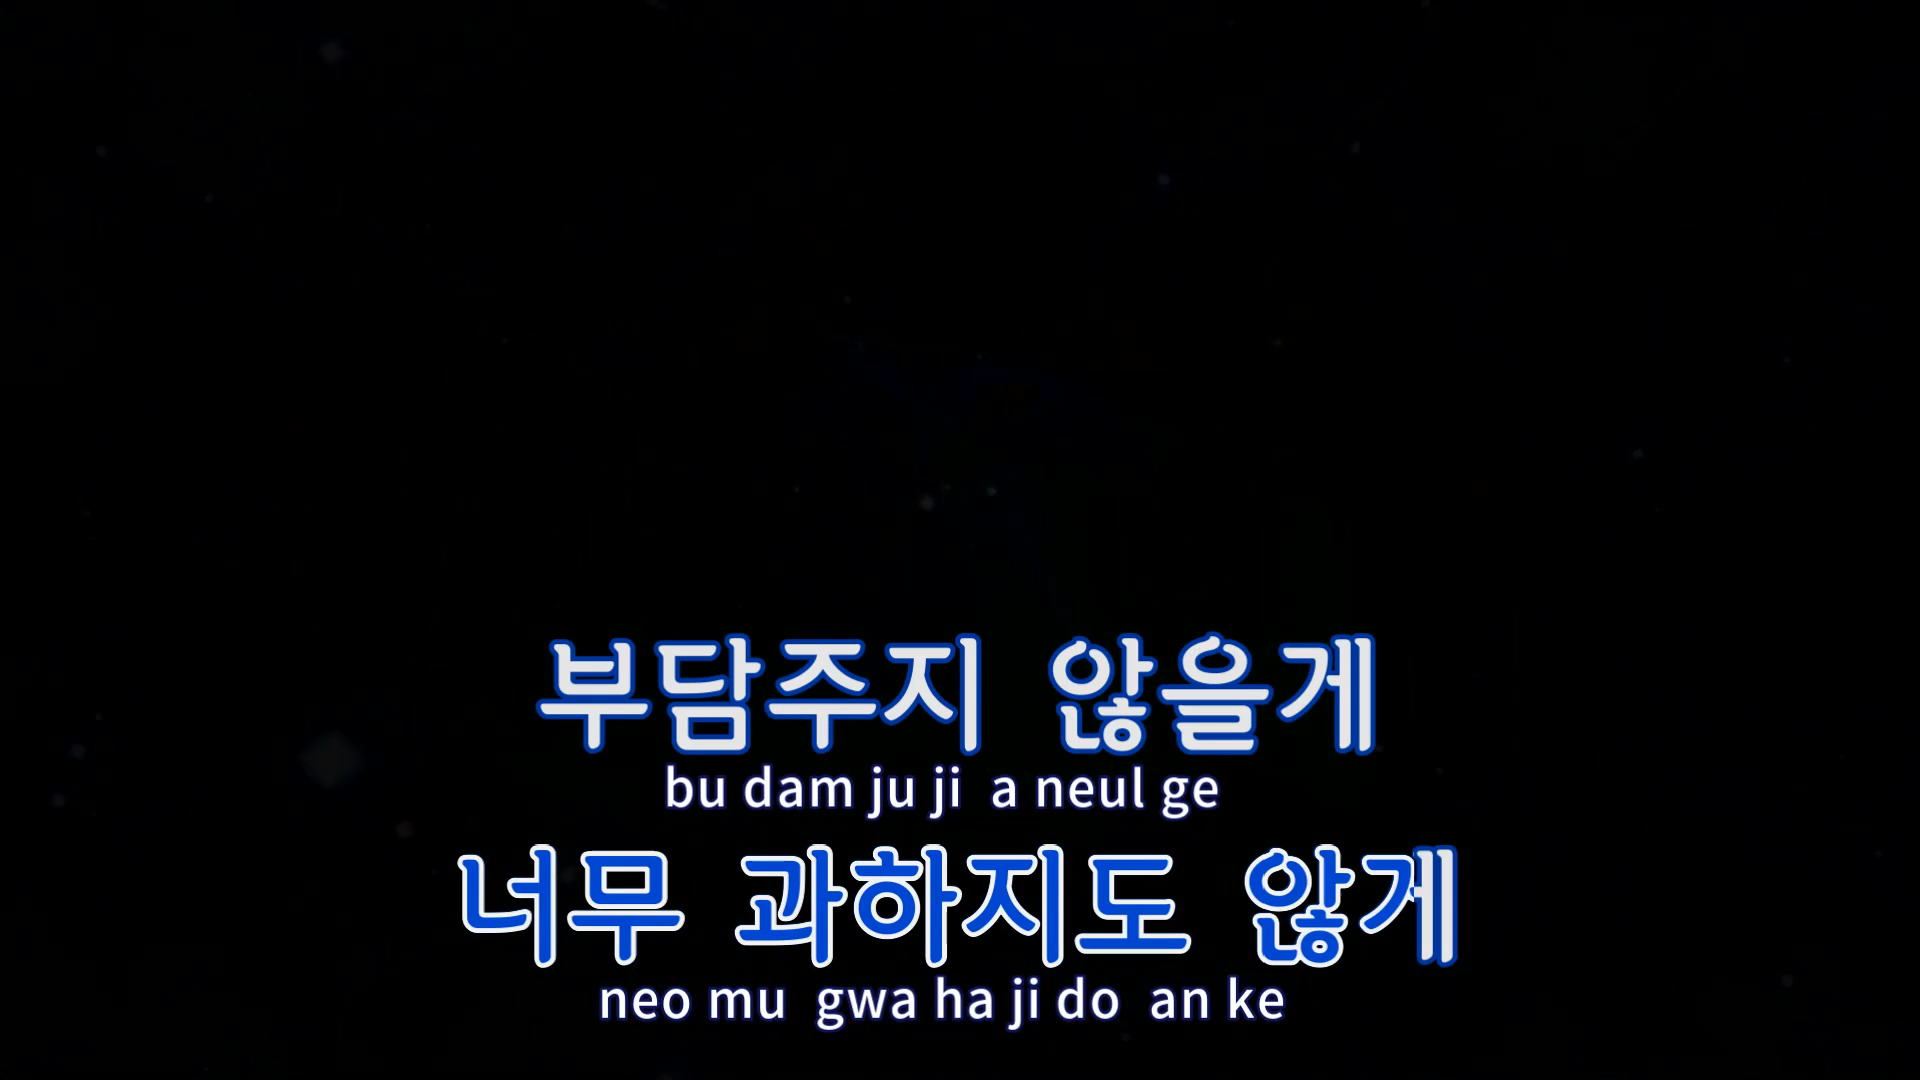 부담주지 않을게
bu dam ju ji a neul ge
너무 과하지도 않게
neo mu gwa ha ji do an ke